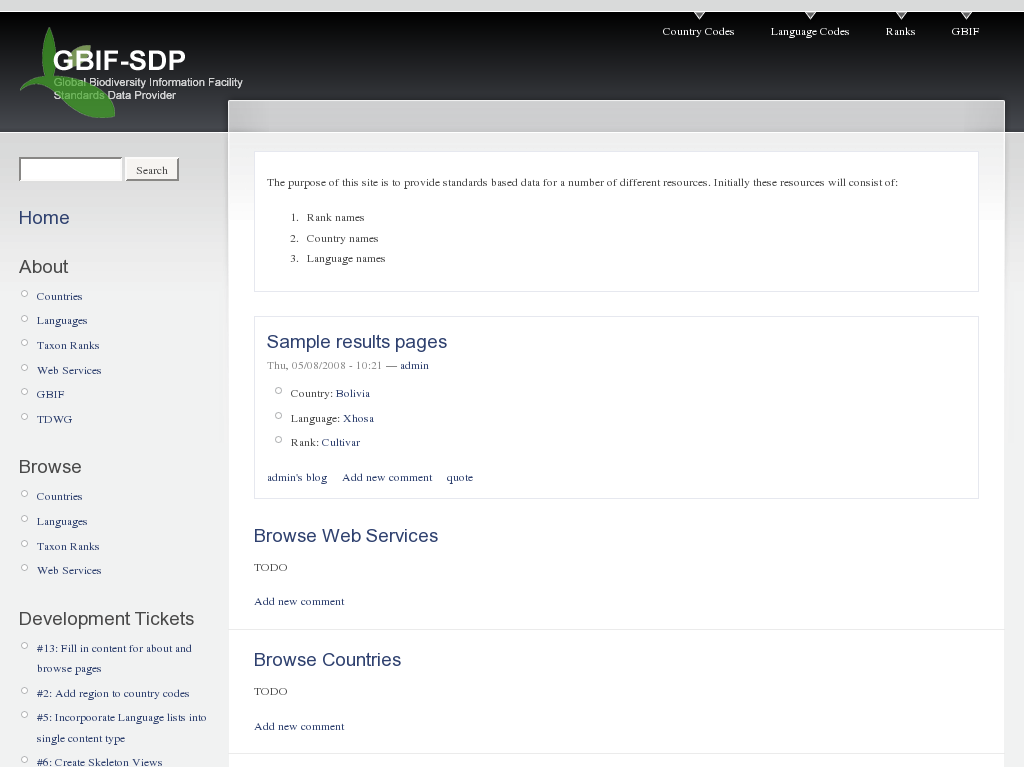 Country Codes
Language Codes
Ranks
GBIF
GBIF-SDP
Global Biodiversity Information Facility
Standards Data Provider
Search
Home
About
Countries
Languages
Taxon Ranks
Web Services
GBIF
TDWG
Browse
Countries
Languages
Taxon Ranks
Web Services
Development Tickets
#13: Fill in content for about and
browse pages
#2: Add region to country codes
#5: Incorpoorate Language lists into
single content type
#6: Create Skeleton Views
The purpose of this site is to provide standards based data for a number of different resources. Initially these resources will consist of:
1. Rank names
2. Country names
3. Language names
Sample results pages
Thu, 05/08/2008 - 10:21 — admin
Country: Bolivia
Language: Xhosa
Rank: Cultivar
admin's blog Add new comment quote
Browse Web Services
TODO
Add new comment
Browse Countries
TODO
Add new comment